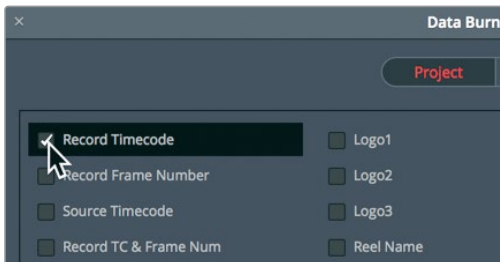 Data Burn
Project
Record Timecode
Logo1
Record Frame Number
Logo2
Source Timecode
Logo3
Record TC & Frame Num
Reel Name